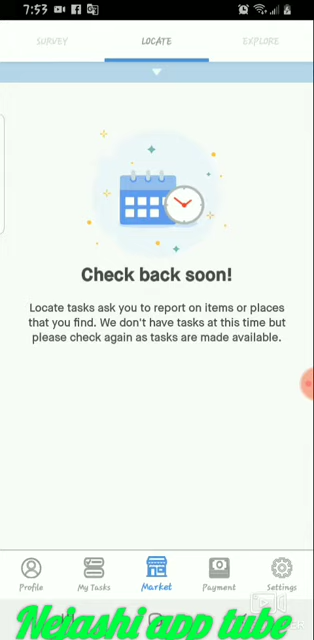 7:53
SURVEY LOCATE EXPLORE
Check back soon!
Locate tasks ask you to report on items or places
that you find. We don't have tasks at this time but
please check again as tasks are made available.
Profile My Tasks Market Payment Settings
Nejashi app tube